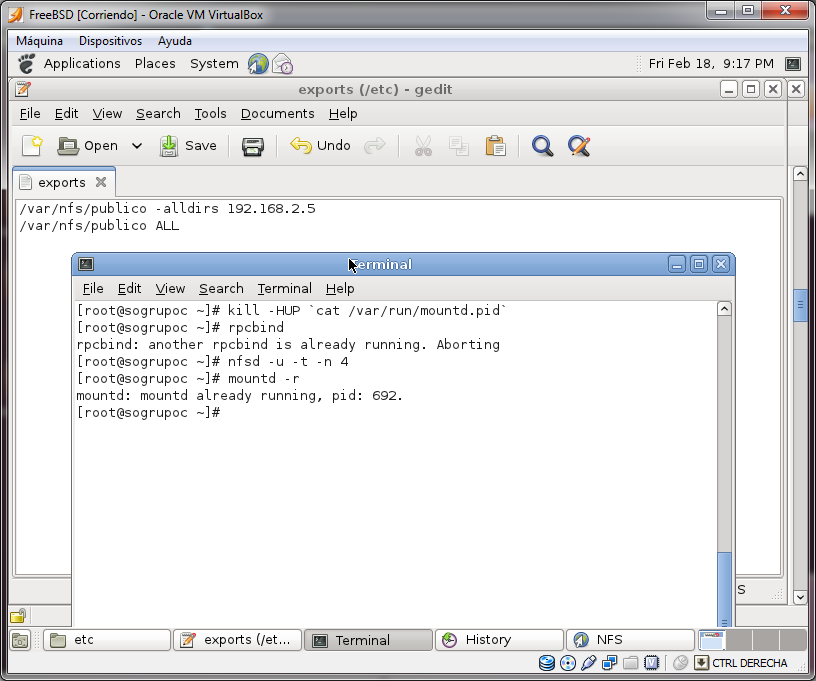 FreeBSD [Corriendo] - Oracle VM VirtualBox
Máquina Dispositivos Ayuda
Applications Places System Fri Feb 18, 9:17 PM
exports (/etc) - gedit
File Edit View Search Tools Documents Help
Open Save Undo
exports
/var/nfs/publico -alldirs 192.168.2.5
/var/nfs/publico ALL
Terminal
File Edit View Search Terminal Help
[root@sogrupoc ~]# kill -HUP `cat /var/run/mountd.pid`
[root@sogrupoc ~]# rpcbind
rpcbind: another rpcbind is already running. Aborting
[root@sogrupoc ~]# nfsd -u -t -n 4
[root@sogrupoc ~]# mountd -r
mountd: mountd already running, pid: 692.
[root@sogrupoc ~]#
S
etc exports (/et... Terminal History NFS
CTRL DERECHA